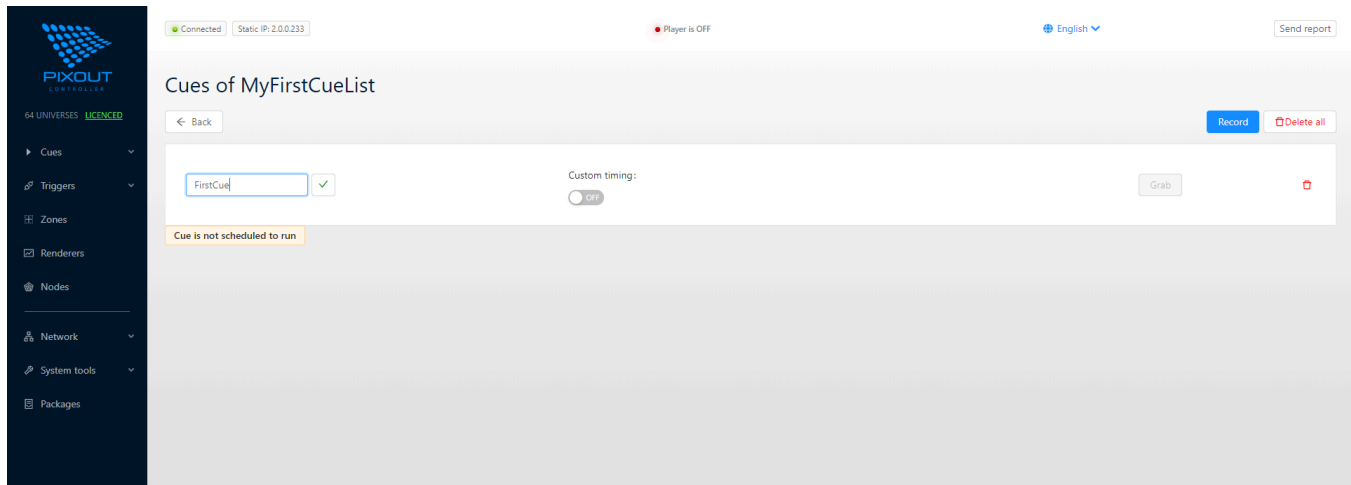 PIXOUT
CONTROLLER
64 UNIVERSES LICENCED
Cues
Triggers
Zones
Renderers
Nodes
Network
System tools
Packages
Connected Static IP: 2.0.0.233 Player is OFF English Send report
Cues of MyFirstCueList
Back Record Delete all
Custom timing:
FirstCue OFF Grab
Cue is not scheduled to run